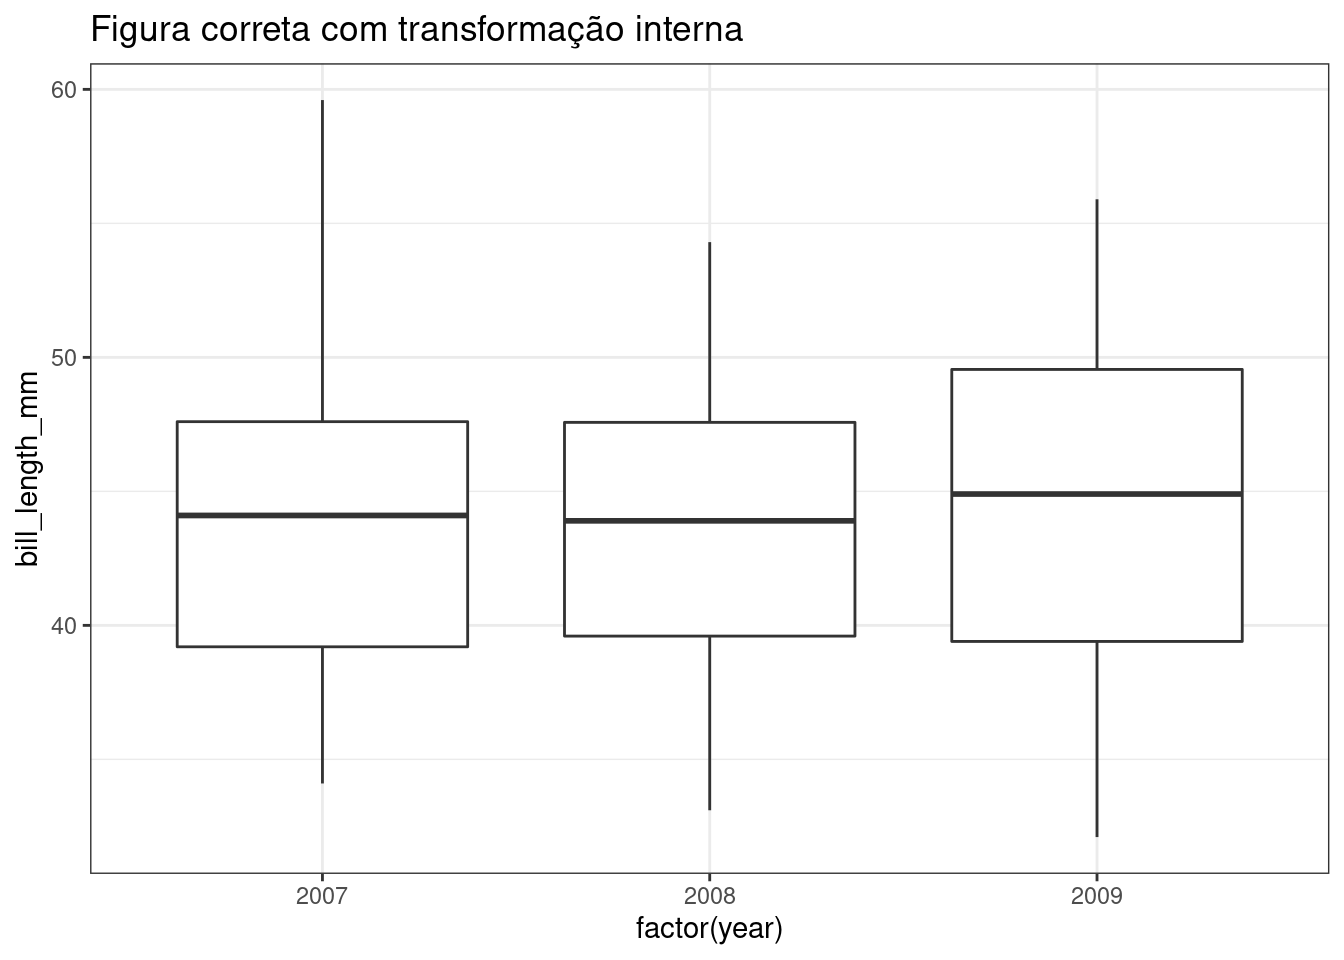 Figura correta com transformação interna
60
50
40
bill_length_mm
2007
2008
2009
factor(year)